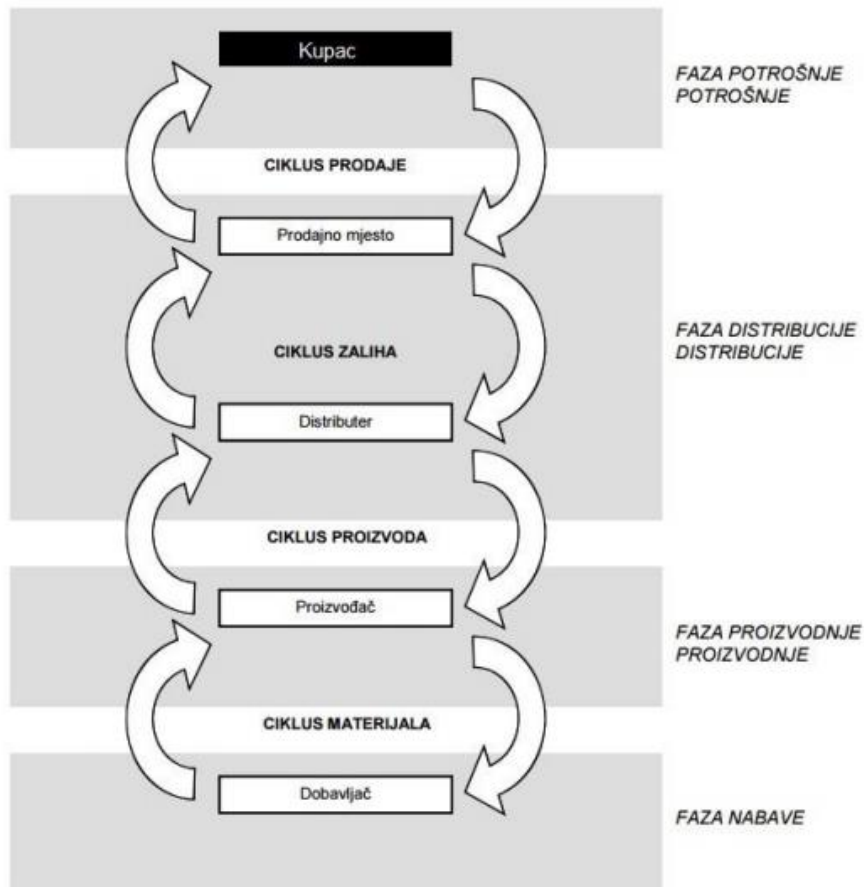 Kupac
FAZA POTROŠNJE
POTROŠNJE
CIKLUS PRODAJE
Prodajno mjesto
CIKLUS ZALIHA
FAZA DISTRIBUCIJE
DISTRIBUCIJE
Distributer
CIKLUS PROIZVODA
Proizvođač
FAZA PROIZVODNJE
PROIZVODNJE
CIKLUS MATERIJALA
Dobavljač
FAZA NABAVE